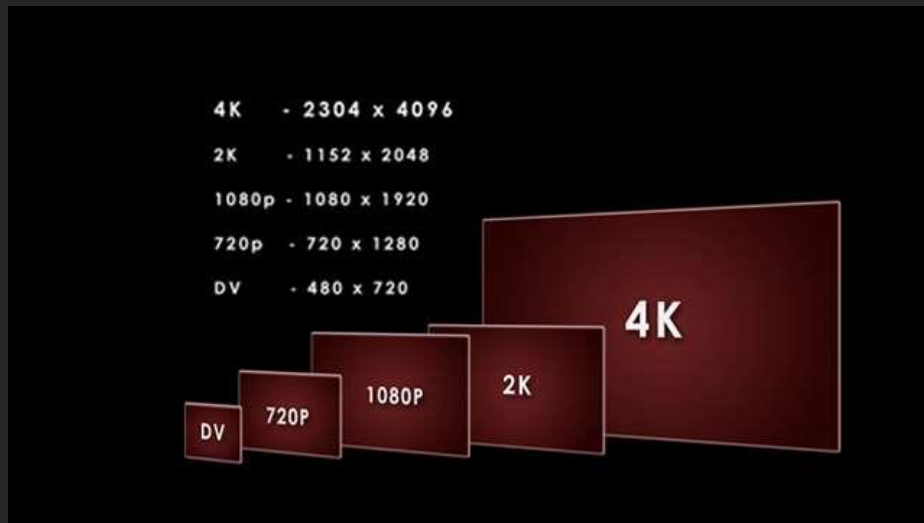 4K - 2304 x 4096
2K - 1152 x 2048
1080p - 1080 x 1920
720p - 720 x 1280
DV - 480 x 720
DV
720P
1080P
2K
4K